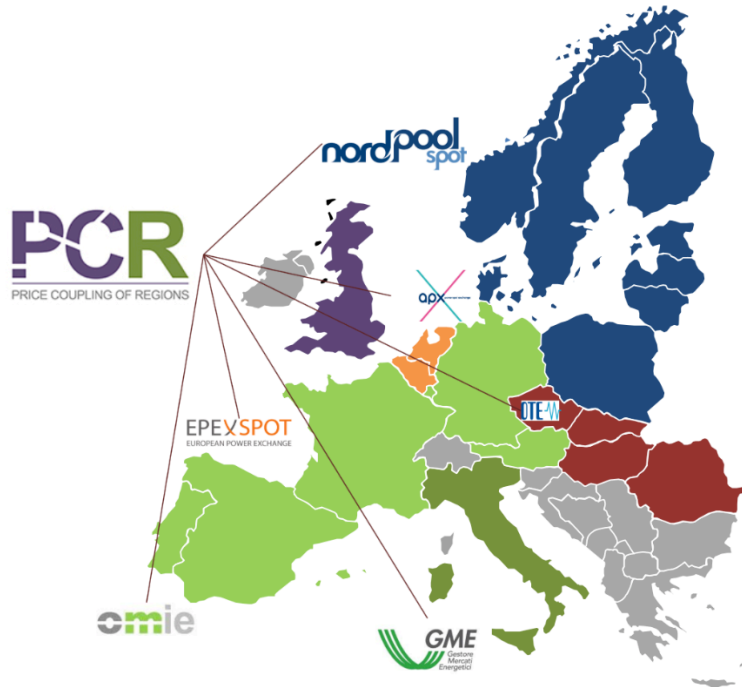 nordpool
spot
PCR
PRICE COUPLING OF REGIONS
apx
OTE
EPEXSPOT
EUROPEAN POWER EXCHANGE
omie
GME
Gestore
Mercati
Energetici